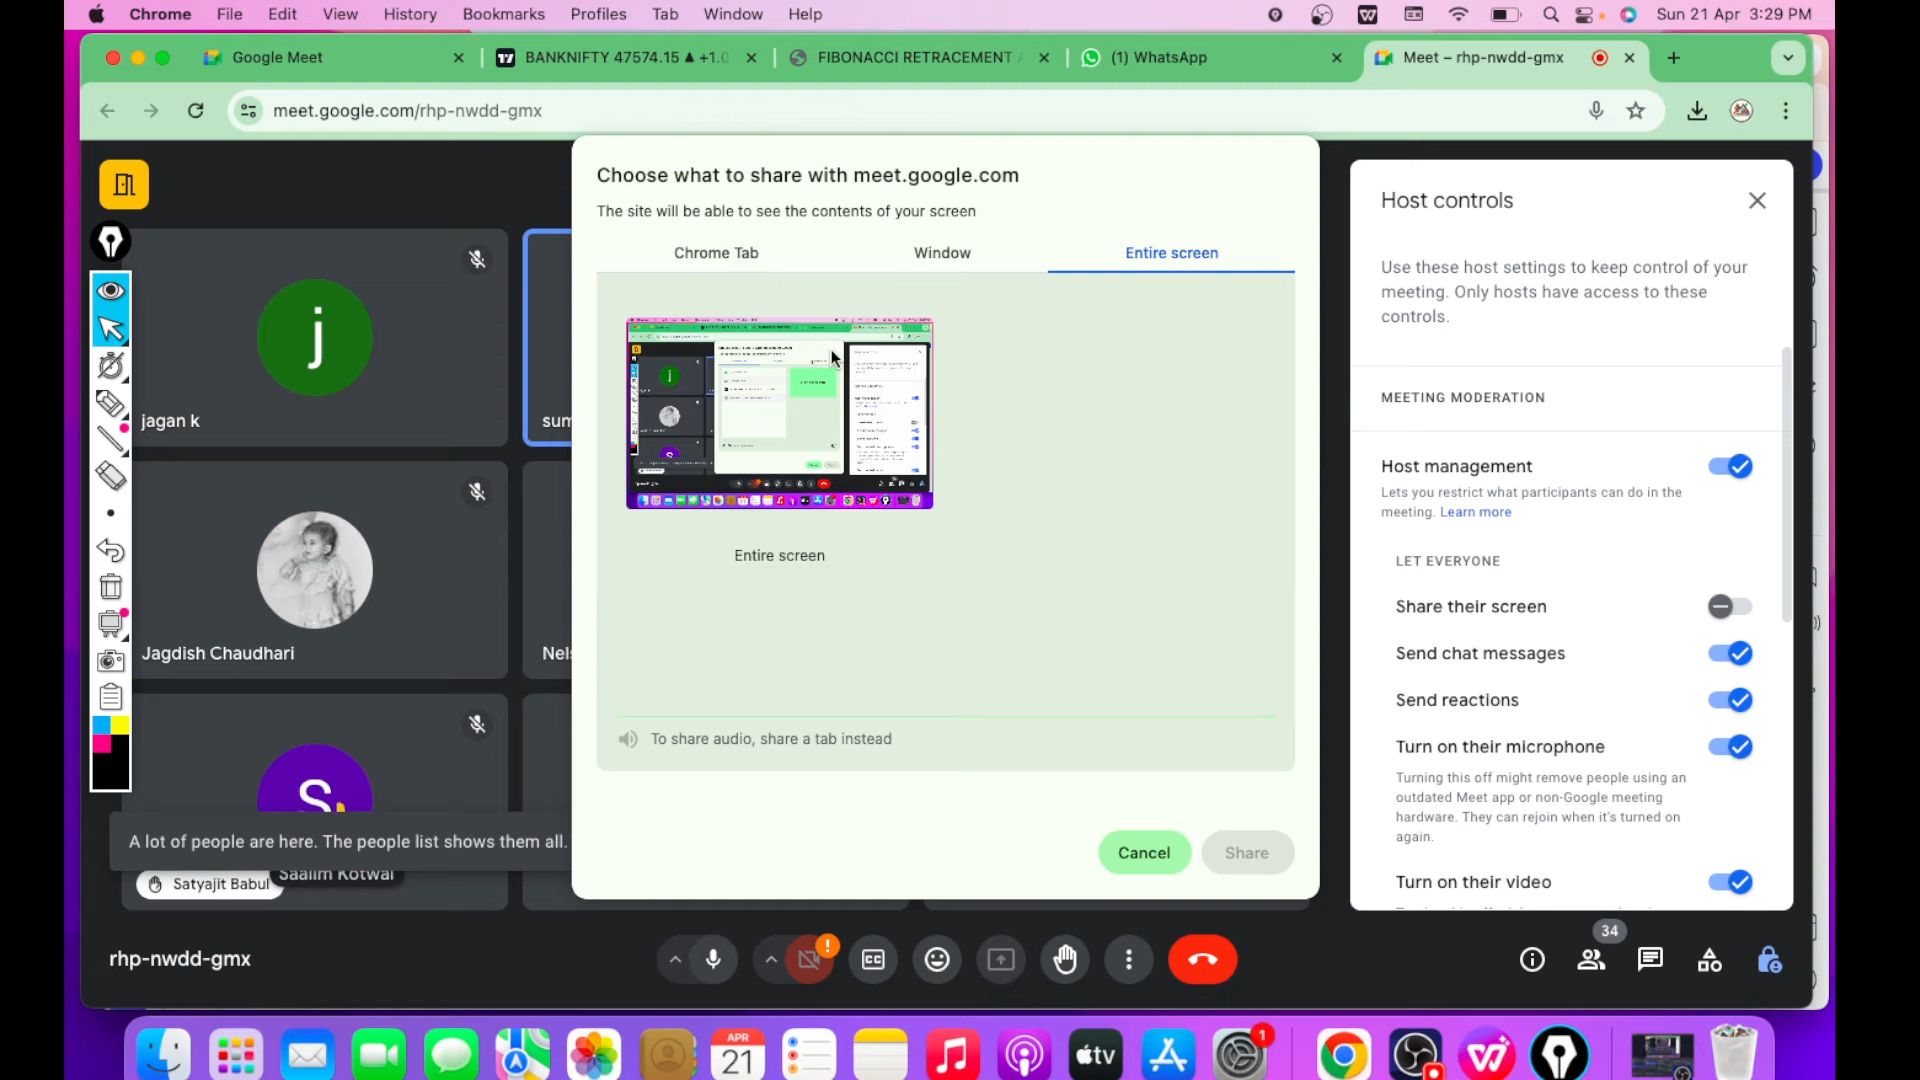 Chrome File Edit View History Bookmarks Profiles Tab Window Help Sun 21 Apr 3:29 PM
Google Meet BANKNIFTY 47574.15 ▲ +1.0 FIBONACCI RETRACEMENT (1) WhatsApp Meet – rhp-nwdd-gmx
meet.google.com/rhp-nwdd-gmx
j
jagan k
sum
Jagdish Chaudhari
Nels
S
A lot of people are here. The people list shows them all.
Satyajit Babul
Saalim Kotwal
Choose what to share with meet.google.com
The site will be able to see the contents of your screen
Chrome Tab Window Entire screen
Entire screen
To share audio, share a tab instead
Cancel Share
Host controls
Use these host settings to keep control of your
meeting. Only hosts have access to these
controls.
MEETING MODERATION
Host management
Lets you restrict what participants can do in the
meeting. Learn more
LET EVERYONE
Share their screen
Send chat messages
Send reactions
Turn on their microphone
Turning this off might remove people using an
outdated Meet app or non-Google meeting
hardware. They can rejoin when it's turned on
again.
Turn on their video
rhp-nwdd-gmx
CC
34
APR
21
tv
1